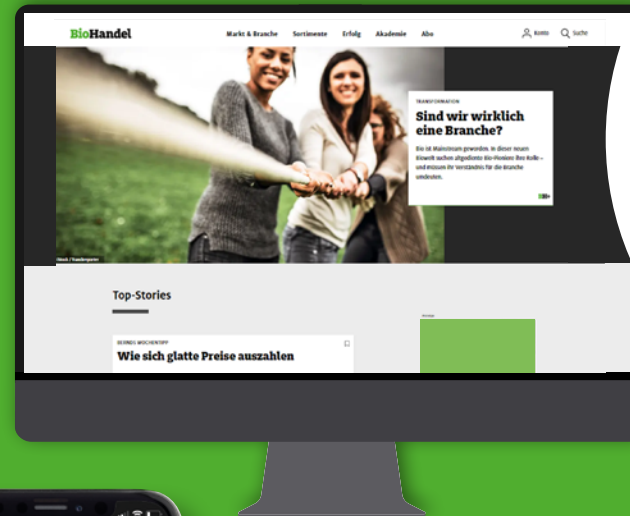 BioHandel
Markt & Branche Sortimente Erfolg Akademie Abo
Konto Suche
TRANSFORMATION
Sind wir wirklich
eine Branche?
Bio ist Mainstream geworden. In dieser neuen
Biowelt suchen altgediente Bio-Pioniere ihre Rolle –
und müssen ihr Verständnis für die Branche
umdeuten.
Top-Stories
Wie sich glatte Preise auszahlen